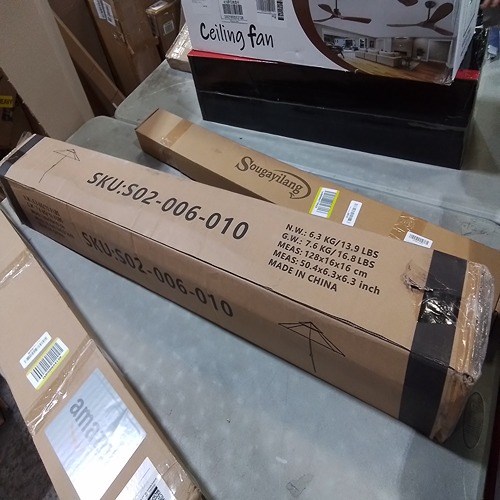 Ceiling fan
Sougayilang
SKU:S02-006-010
N.W.: 6.3 KG/13.9 LBS
G.W.: 7.6 KG/16.8 LBS
MEAS: 128x16x16 cm
MEAS: 50.4x6.3x6.3 inch
MADE IN CHINA
SKU:S02-006-010
amazon